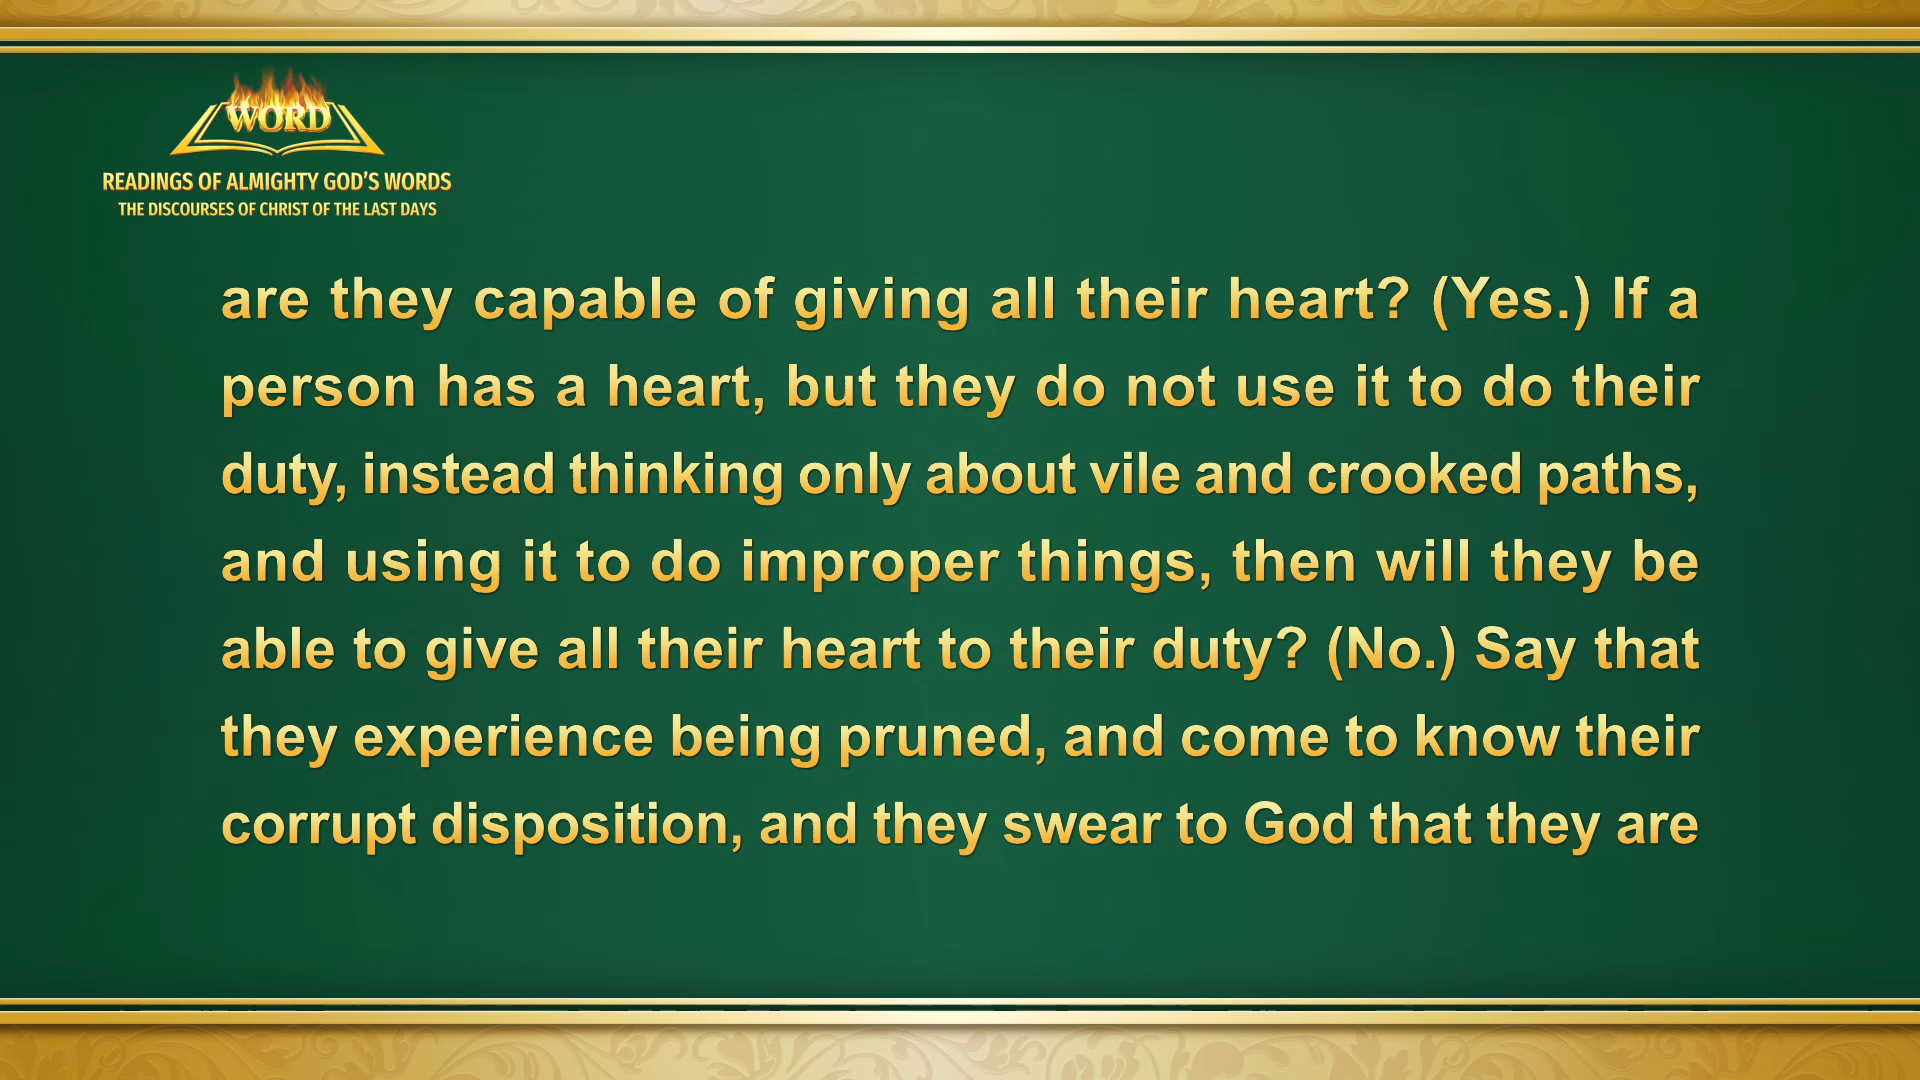 WORD
READINGS OF ALMIGHTY GOD'S WORDS
THE DISCOURSES OF CHRIST OF THE LAST DAYS
are they capable of giving all their heart? (Yes.) If a
person has a heart, but they do not use it to do their
duty, instead thinking only about vile and crooked paths,
and using it to do improper things, then will they be
able to give all their heart to their duty? (No.) Say that
they experience being pruned, and come to know their
corrupt disposition, and they swear to God that they are